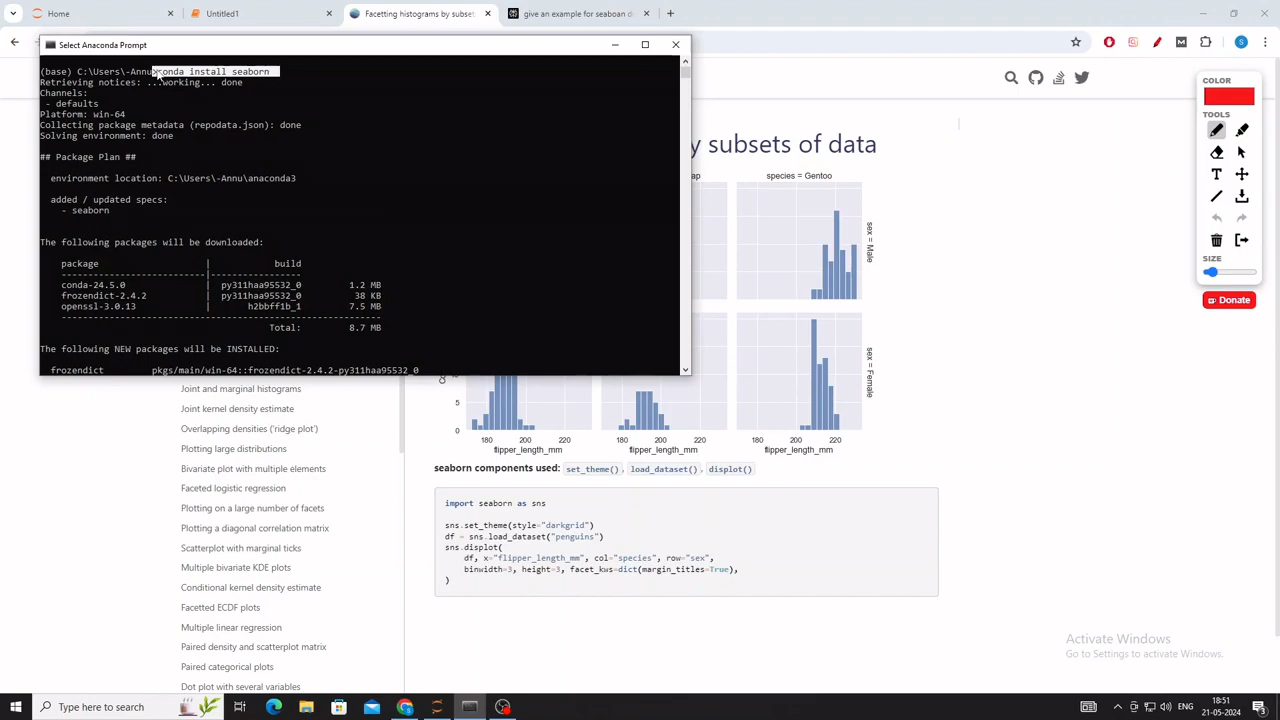 Home
Untitled1
Facetting histograms by subset
give an example for seaboan d
Select Anaconda Prompt
(base) C:\Users\-Annu>conda install seaborn
Retrieving notices: ...working... done
Channels:
- defaults
Platform: win-64
Collecting package metadata (repodata.json): done
Solving environment: done
## Package Plan ##
environment location: C:\Users\-Annu\anaconda3
added / updated specs:
- seaborn
The following packages will be downloaded:
package | build
---------------------------|-----------------
conda-24.5.0 | py311haa95532_0 1.2 MB
frozendict-2.4.2 | py311haa95532_0 38 KB
openssl-3.0.13 | h2bbff1b_1 7.5 MB
------------------------------------------------------------
Total: 8.7 MB
The following NEW packages will be INSTALLED:
frozendict pkgs/main/win-64::frozendict-2.4.2-py311haa95532_0
y subsets of data
ap
species = Gentoo
sex = Male
sex = Female
5
0
180 200 220
160 180 200 220
180 200 220
flipper_length_mm
flipper_length_mm
flipper_length_mm
seaborn components used: set_theme(), load_dataset(), displot()
import seaborn as sns
sns.set_theme(style="darkgrid")
df = sns.load_dataset("penguins")
sns.displot(
df, x="flipper_length_mm", col="species", row="sex",
binwidth=3, height=3, facet_kws=dict(margin_titles=True),
)
Joint and marginal histograms
Joint kernel density estimate
Overlapping densities ('ridge plot')
Plotting large distributions
Bivariate plot with multiple elements
Faceted logistic regression
Plotting on a large number of facets
Plotting a diagonal correlation matrix
Scatterplot with marginal ticks
Multiple bivariate KDE plots
Conditional kernel density estimate
Facetted ECDF plots
Multiple linear regression
Paired density and scatterplot matrix
Paired categorical plots
Dot plot with several variables
COLOR
TOOLS
T
SIZE
Donate
Activate Windows
Go to Settings to activate Windows.
Type here to search
ENG
18:51
21-05-2024